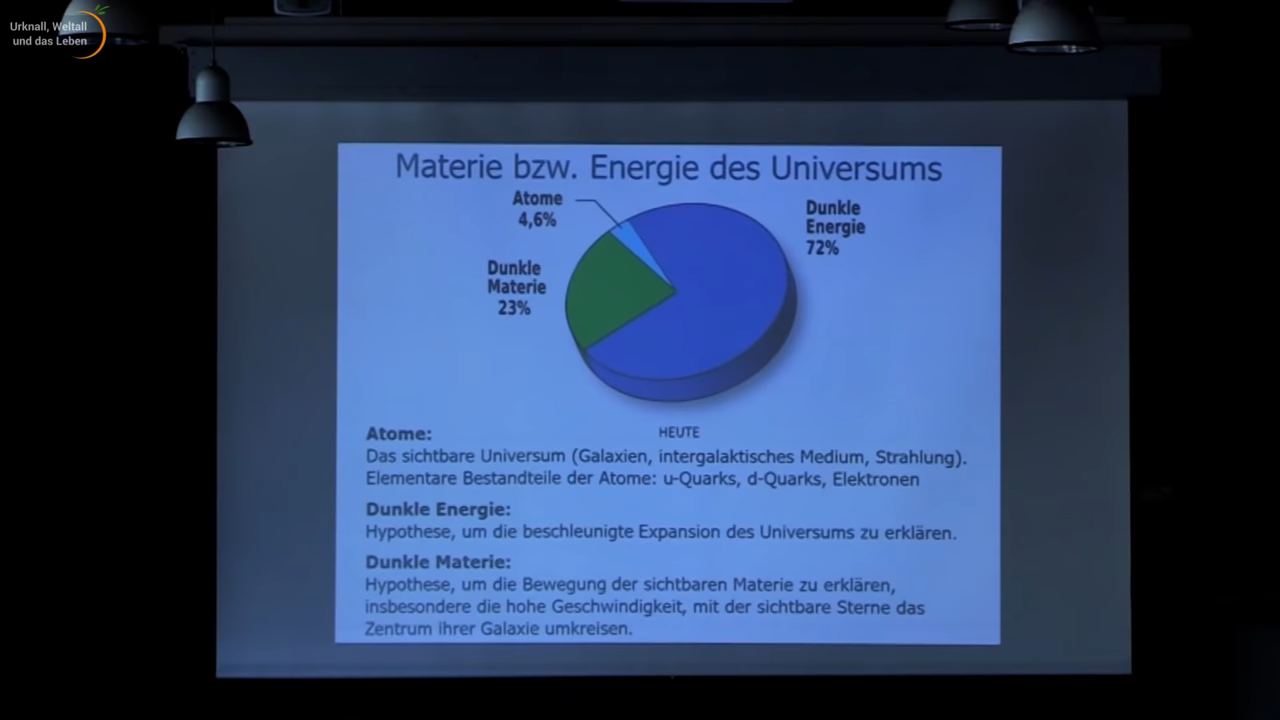 Urknall, Weltall
und das Leben
Materie bzw. Energie des Universums
Atome
4,6%
Dunkle
Energie
72%
Dunkle
Materie
23%
HEUTE
Atome:
Das sichtbare Universum (Galaxien, intergalaktisches Medium, Strahlung).
Elementare Bestandteile der Atome: u-Quarks, d-Quarks, Elektronen
Dunkle Energie:
Hypothese, um die beschleunigte Expansion des Universums zu erklären.
Dunkle Materie:
Hypothese, um die Bewegung der sichtbaren Materie zu erklären,
insbesondere die hohe Geschwindigkeit, mit der sichtbare Sterne das
Zentrum ihrer Galaxie umkreisen.